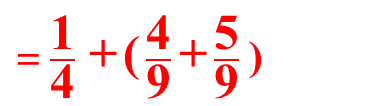 = 1/4 + (4/9 + 5/9)